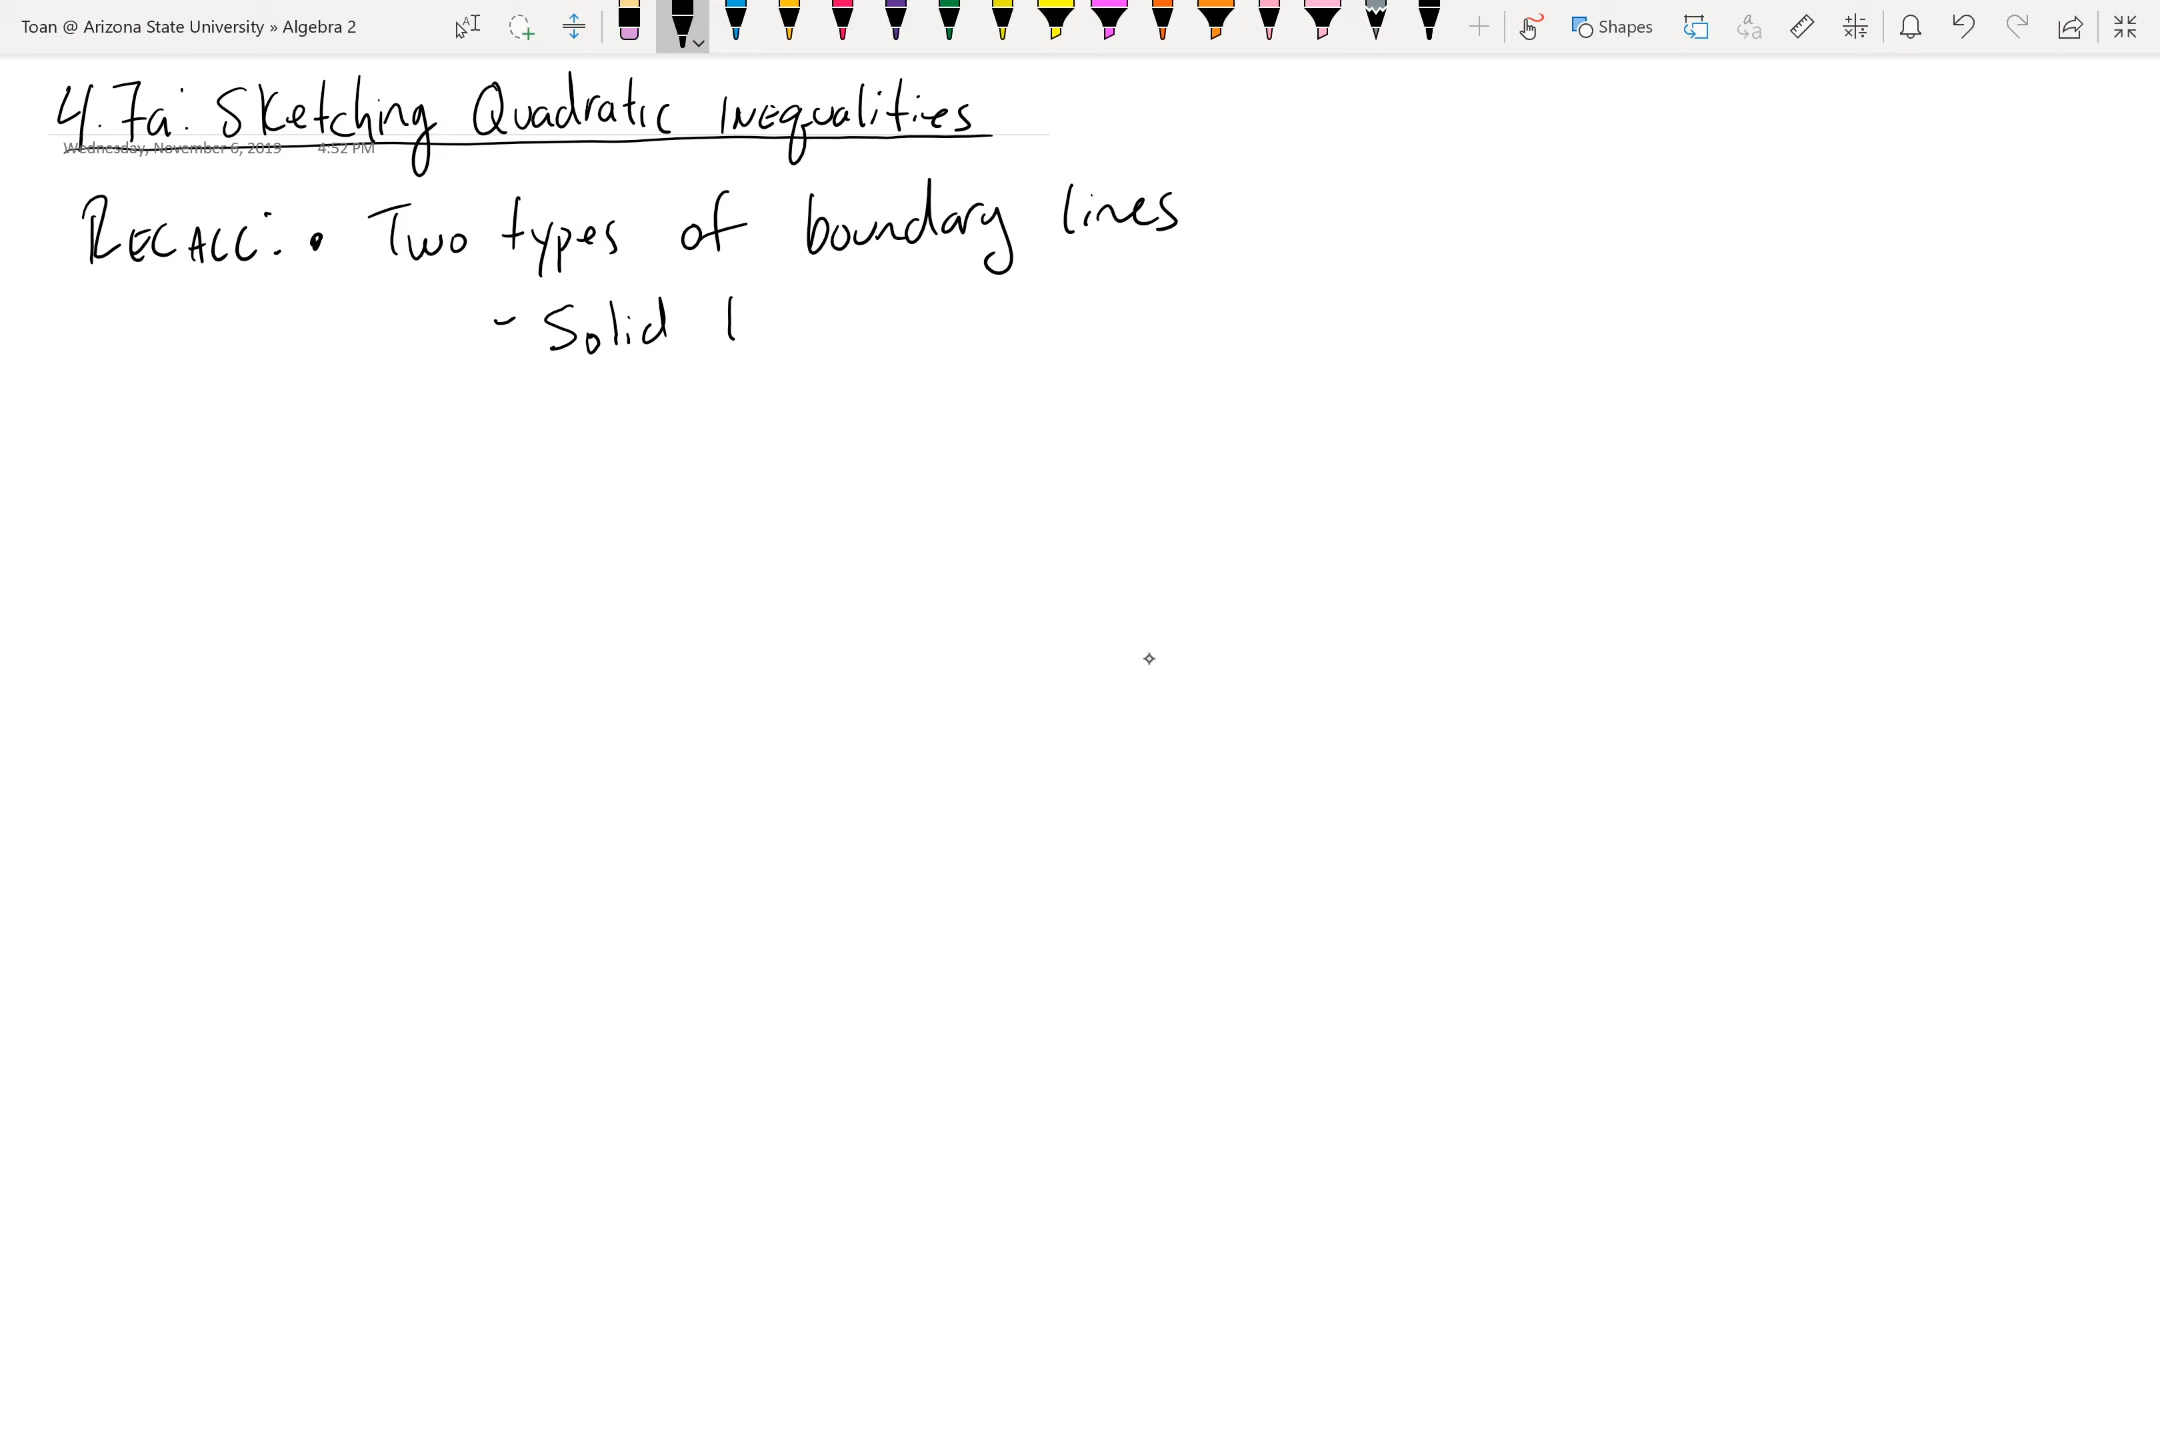 Toan @ Arizona State University » Algebra 2
Shapes
4.7a: Sketching Quadratic Inequalities
Wednesday, November 6, 2019 4:52 PM
RECALL: • Two types of boundary lines
- Solid l